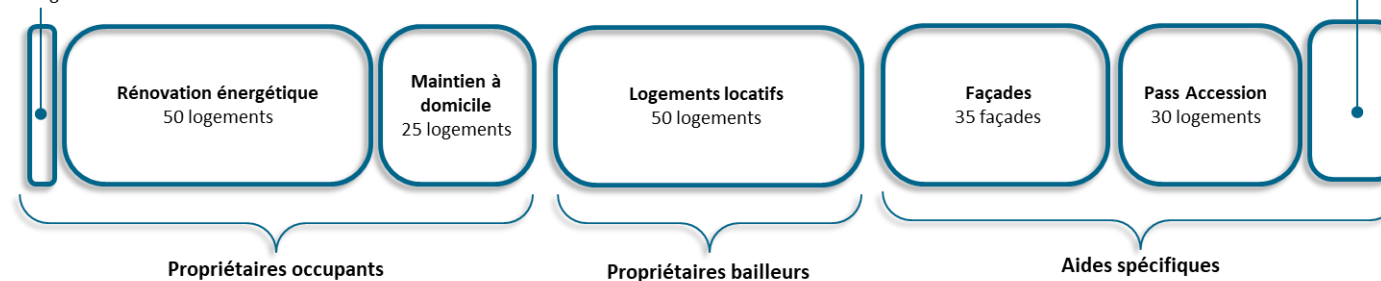 Rénovation énergétique
50 logements
Maintien à
domicile
25 logements
Logements locatifs
50 logements
Façades
35 façades
Pass Accession
30 logements
Propriétaires occupants
Propriétaires bailleurs
Aides spécifiques